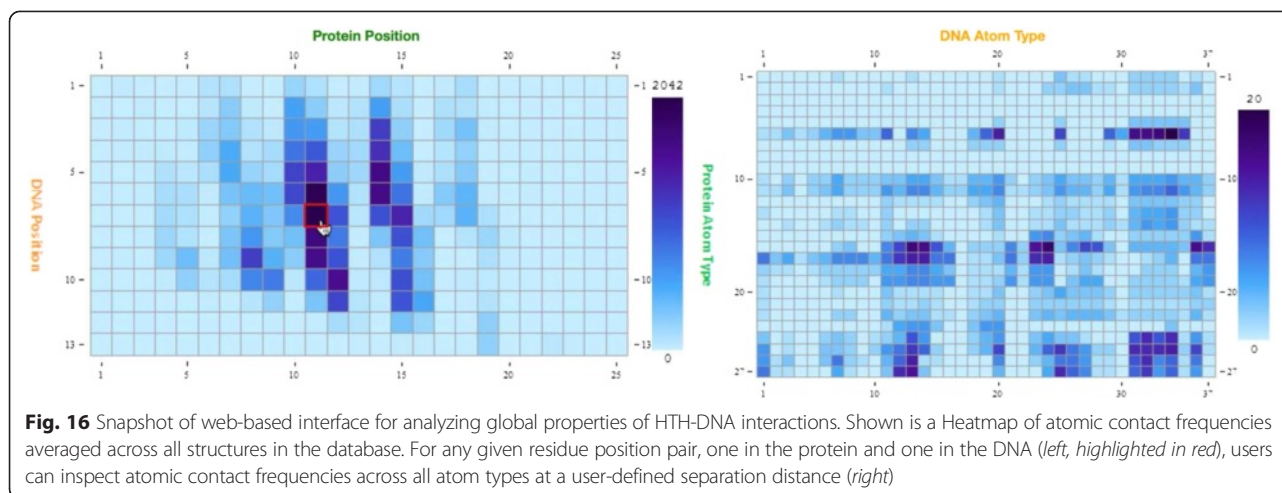 Protein Position
1 5 10 15 20 25
DNA Position
1
5
10
13
1
5
10
13
2042
0
1 5 10 15 20 25
DNA Atom Type
1 10 20 30 37
Protein Atom Type
1
10
20
27
1
10
20
20
0
1 10 20 30 37
Fig. 16 Snapshot of web-based interface for analyzing global properties of HTH-DNA interactions. Shown is a Heatmap of atomic contact frequencies
averaged across all structures in the database. For any given residue position pair, one in the protein and one in the DNA (left, highlighted in red), users
can inspect atomic contact frequencies across all atom types at a user-defined separation distance (right)